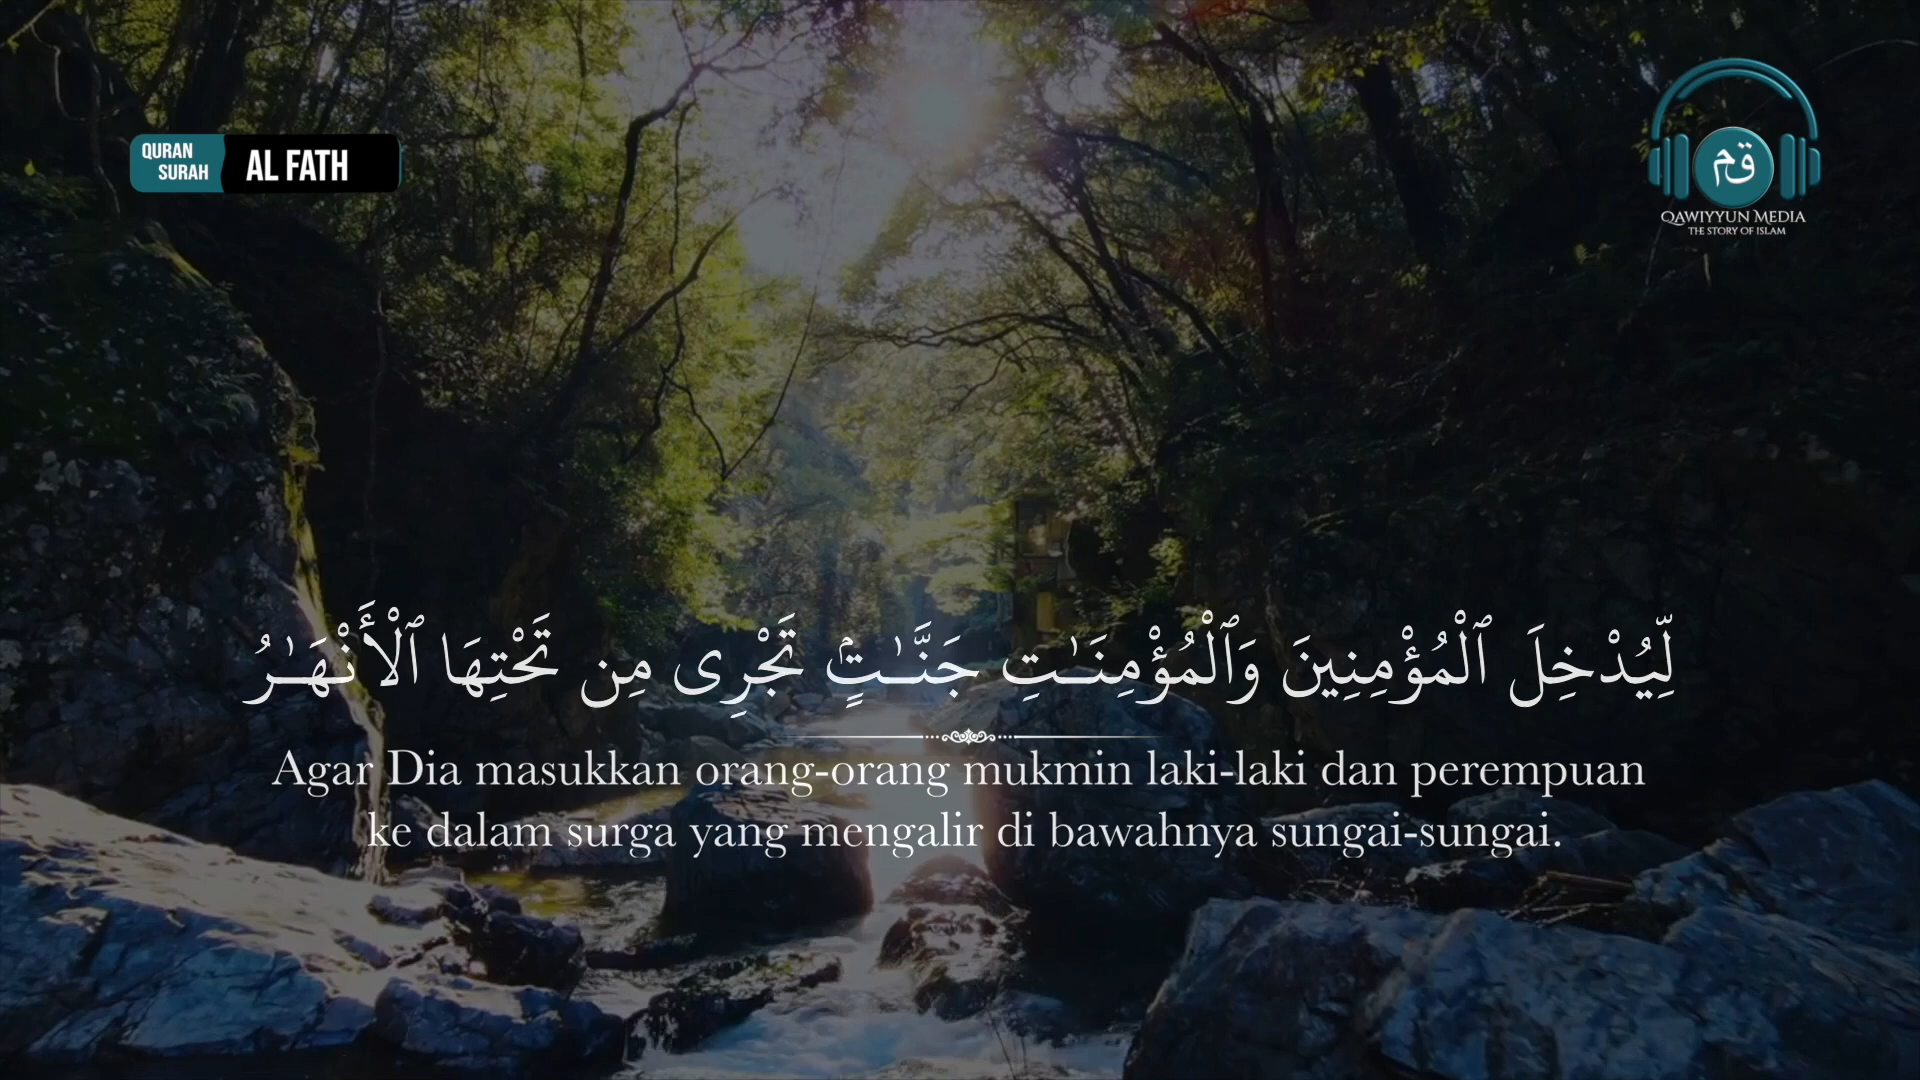 QURAN
SURAH
AL FATH
قم
QAWIYYUN MEDIA
THE STORY OF ISLAM
لِّيُدْخِلَ ٱلْمُؤْمِنِينَ وَٱلْمُؤْمِنَـٰتِ جَنَّـٰتٍۢ تَجْرِى مِن تَحْتِهَا ٱلْأَنْهَـٰرُ
Agar Dia masukkan orang-orang mukmin laki-laki dan perempuan
ke dalam surga yang mengalir di bawahnya sungai-sungai.